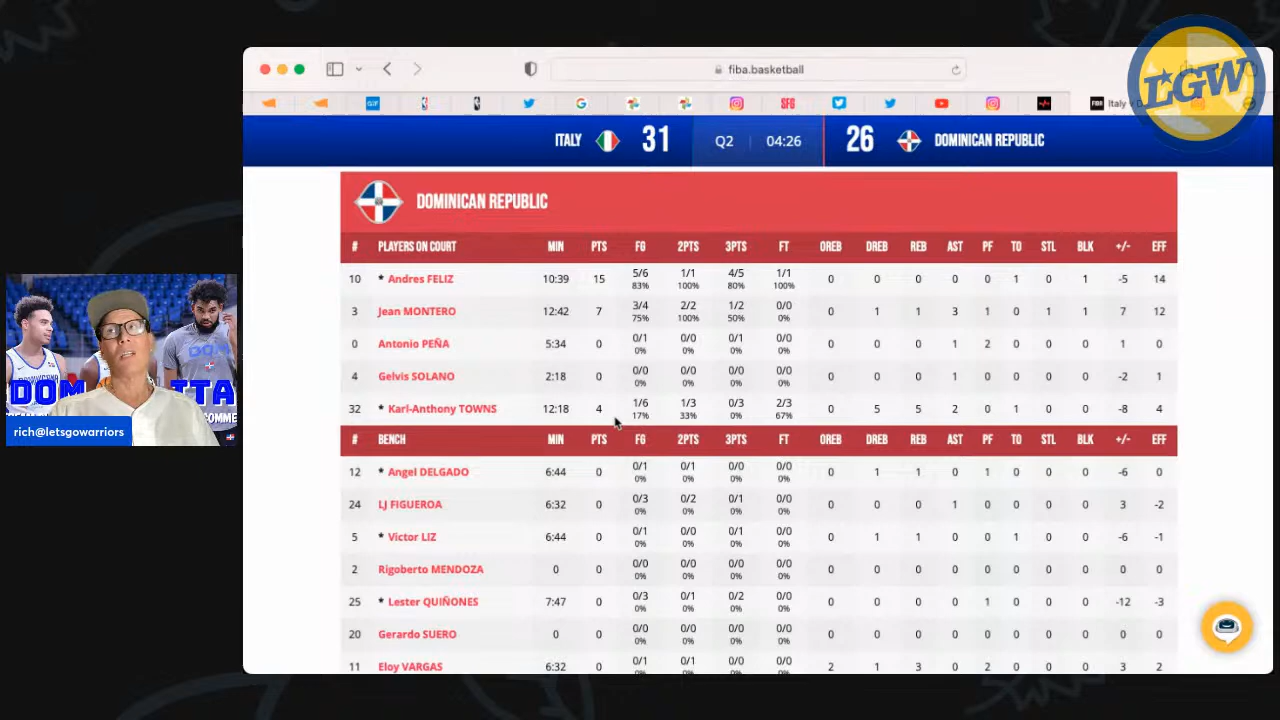 LGW
fiba.basketball
GIF
SFG
FIBA Italy v D
ITALY 31 Q2 04:26 26 DOMINICAN REPUBLIC
DOMINICAN REPUBLIC
# PLAYERS ON COURT MIN PTS FG 2PTS 3PTS FT OREB DREB REB AST PF TO STL BLK +/- EFF
10 * Andres FELIZ 10:39 15 5/6 1/1 4/5 1/1 0 0 0 0 0 1 0 1 -5 14
83% 100% 80% 100%
3 Jean MONTERO 12:42 7 3/4 2/2 1/2 0/0 0 1 1 3 1 0 1 1 7 12
75% 100% 50% 0%
0 Antonio PEÑA 5:34 0 0/1 0/0 0/1 0/0 0 0 0 1 2 0 0 0 1 0
0% 0% 0% 0%
4 Gelvis SOLANO 2:18 0 0/0 0/0 0/0 0/0 0 0 0 1 0 0 0 0 -2 1
0% 0% 0% 0%
32 * Karl-Anthony TOWNS 12:18 4 1/6 1/3 0/3 2/3 0 5 5 2 0 1 0 0 -8 4
17% 33% 0% 67%
# BENCH MIN PTS FG 2PTS 3PTS FT OREB DREB REB AST PF TO STL BLK +/- EFF
12 * Angel DELGADO 6:44 0 0/1 0/1 0/0 0/0 0 1 1 0 1 0 0 0 -6 0
0% 0% 0% 0%
24 LJ FIGUEROA 6:32 0 0/3 0/2 0/1 0/0 0 0 0 1 0 0 0 0 3 -2
0% 0% 0% 0%
5 * Victor LIZ 6:44 0 0/1 0/0 0/1 0/0 0 1 1 0 0 1 0 0 -6 -1
0% 0% 0% 0%
2 Rigoberto MENDOZA 0 0 0/0 0/0 0/0 0/0 0 0 0 0 0 0 0 0 0 0
0% 0% 0% 0%
25 * Lester QUIÑONES 7:47 0 0/3 0/1 0/2 0/0 0 0 0 0 1 0 0 0 -12 -3
0% 0% 0% 0%
20 Gerardo SUERO 0 0 0/0 0/0 0/0 0/0 0 0 0 0 0 0 0 0 0 0
0% 0% 0% 0%
11 Eloy VARGAS 6:32 0 0/1 0/1 0/0 0/0 2 1 3 0 2 0 0 0 3 2
DOM ITA
rich@letsgowarriors